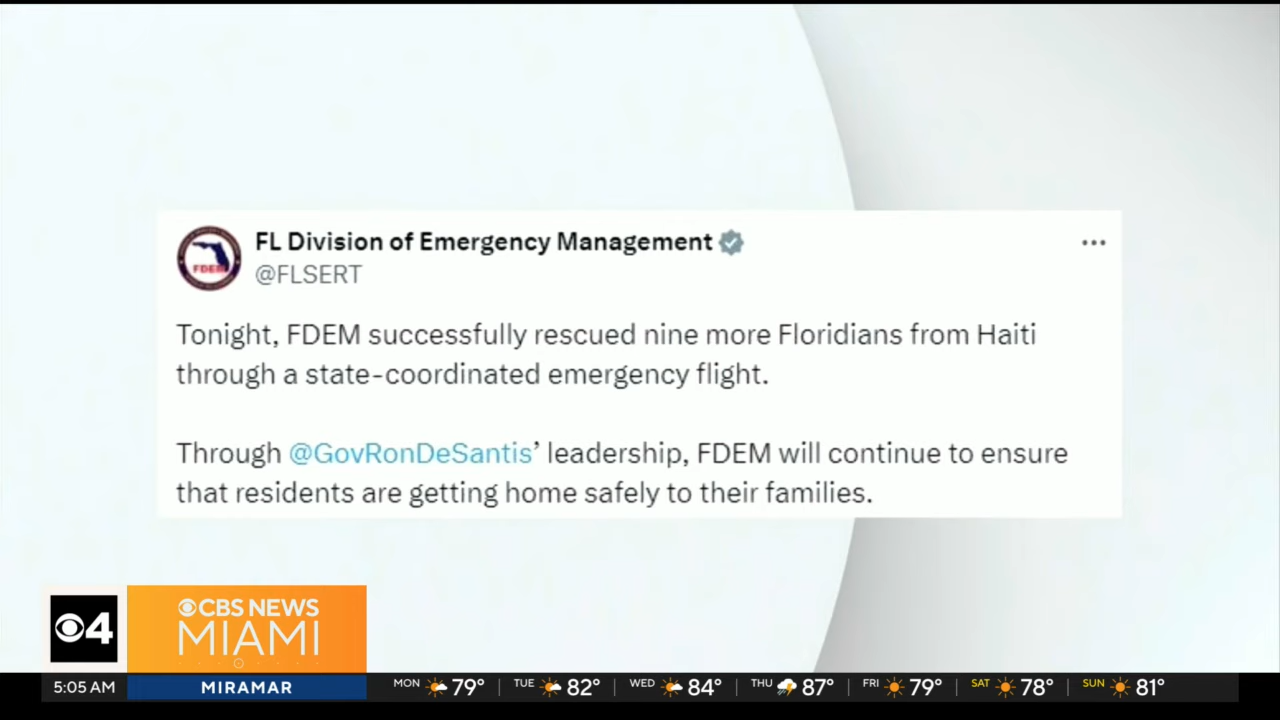 FL Division of Emergency Management
@FLSERT
FDEM
Tonight, FDEM successfully rescued nine more Floridians from Haiti
through a state-coordinated emergency flight.
Through @GovRonDeSantis’ leadership, FDEM will continue to ensure
that residents are getting home safely to their families.
4
CBS NEWS
MIAMI
5:05 AM MIRAMAR MON 79° TUE 82° WED 84° THU 87° FRI 79° SAT 78° SUN 81°